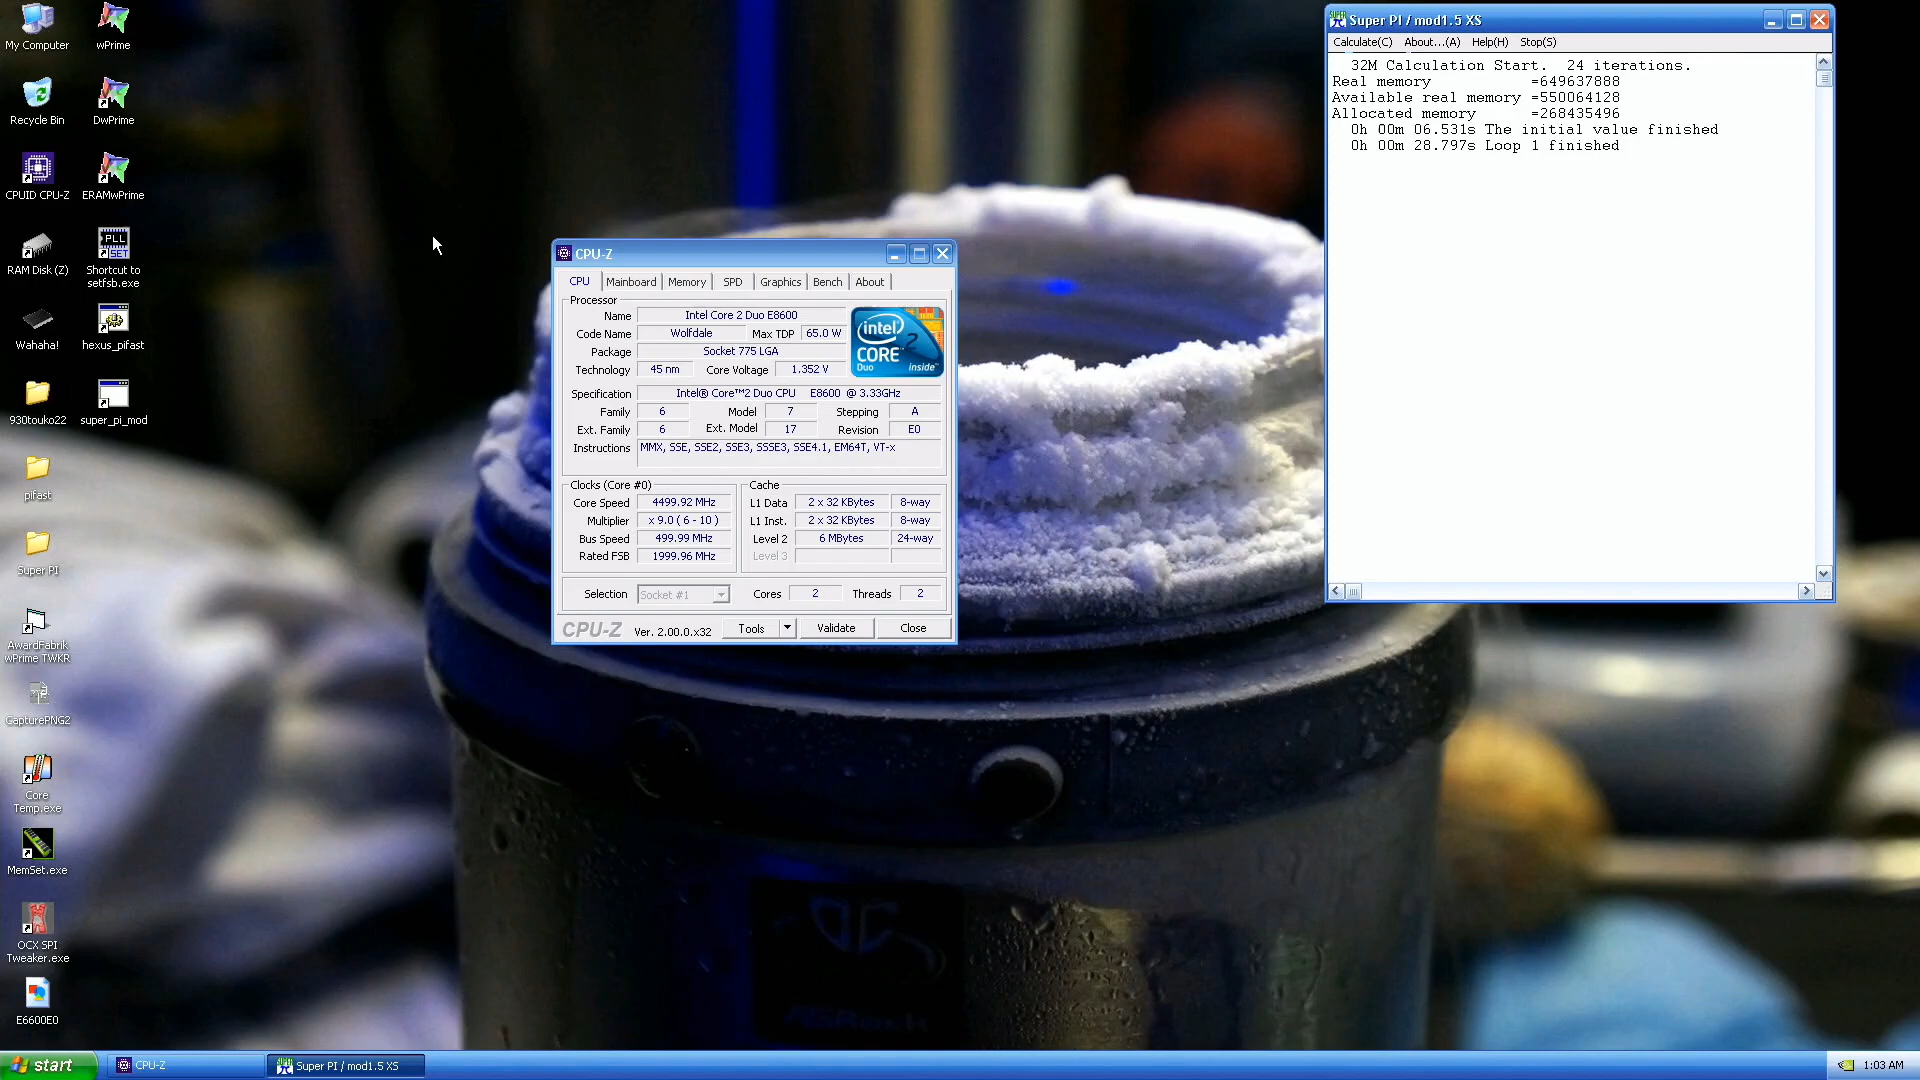 My Computer
wPrime
Recycle Bin
DwPrime
CPUID CPU-Z
ERAMwPrime
RAM Disk (Z)
PLL
SET
Shortcut to
setfsb.exe
Wahaha!
hexus_pifast
930touko22
super_pi_mod
pifast
Super PI
AwardFabrik
wPrime TWKR
CapturePNG2
Core
Temp.exe
MemSet.exe
OCX SPI
Tweaker.exe
E6600E0
CPU-Z
CPU Mainboard Memory SPD Graphics Bench About
Processor
Name Intel Core 2 Duo E8600
Code Name Wolfdale Max TDP 65.0 W
Package Socket 775 LGA
Technology 45 nm Core Voltage 1.352 V
intel
CORE 2
Duo inside™
Specification Intel® Core™2 Duo CPU E8600 @ 3.33GHz
Family 6 Model 7 Stepping A
Ext. Family 6 Ext. Model 17 Revision E0
Instructions MMX, SSE, SSE2, SSE3, SSSE3, SSE4.1, EM64T, VT-x
Clocks (Core #0)
Core Speed 4499.92 MHz
Multiplier x 9.0 ( 6 - 10 )
Bus Speed 499.99 MHz
Rated FSB 1999.96 MHz
Cache
L1 Data 2 x 32 KBytes 8-way
L1 Inst. 2 x 32 KBytes 8-way
Level 2 6 MBytes 24-way
Level 3
Selection Socket #1 Cores 2 Threads 2
CPU-Z Ver. 2.00.0.x32 Tools Validate Close
Super PI / mod1.5 XS
Calculate(C) About...(A) Help(H) Stop(S)
32M Calculation Start. 24 iterations.
Real memory =649637888
Available real memory =550064128
Allocated memory =268435496
0h 00m 06.531s The initial value finished
0h 00m 28.797s Loop 1 finished
start
CPU-Z
Super PI / mod1.5 XS
1:03 AM